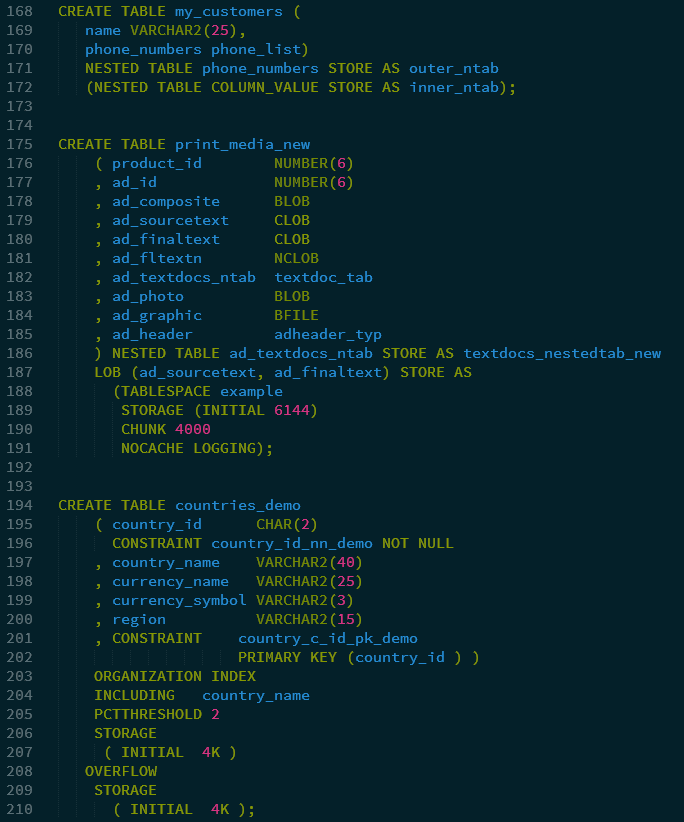 168 CREATE TABLE my_customers (
169    name VARCHAR2(25),
170    phone_numbers phone_list)
171    NESTED TABLE phone_numbers STORE AS outer_ntab
172    (NESTED TABLE COLUMN_VALUE STORE AS inner_ntab);
173
174
175 CREATE TABLE print_media_new
176     ( product_id        NUMBER(6)
177     , ad_id             NUMBER(6)
178     , ad_composite      BLOB
179     , ad_sourcetext     CLOB
180     , ad_finaltext      CLOB
181     , ad_fltextn        NCLOB
182     , ad_textdocs_ntab  textdoc_tab
183     , ad_photo          BLOB
184     , ad_graphic        BFILE
185     , ad_header         adheader_typ
186     ) NESTED TABLE ad_textdocs_ntab STORE AS textdocs_nestedtab_new
187     LOB (ad_sourcetext, ad_finaltext) STORE AS
188       (TABLESPACE example
189        STORAGE (INITIAL 6144)
190        CHUNK 4000
191        NOCACHE LOGGING);
192
193
194 CREATE TABLE countries_demo
195     ( country_id      CHAR(2)
196       CONSTRAINT country_id_nn_demo NOT NULL
197     , country_name    VARCHAR2(40)
198     , currency_name   VARCHAR2(25)
199     , currency_symbol VARCHAR2(3)
200     , region          VARCHAR2(15)
201     , CONSTRAINT    country_c_id_pk_demo
202                     PRIMARY KEY (country_id ) )
203     ORGANIZATION INDEX
204     INCLUDING   country_name
205     PCTTHRESHOLD 2
206     STORAGE
207      ( INITIAL  4K )
208    OVERFLOW
209     STORAGE
210       ( INITIAL  4K );